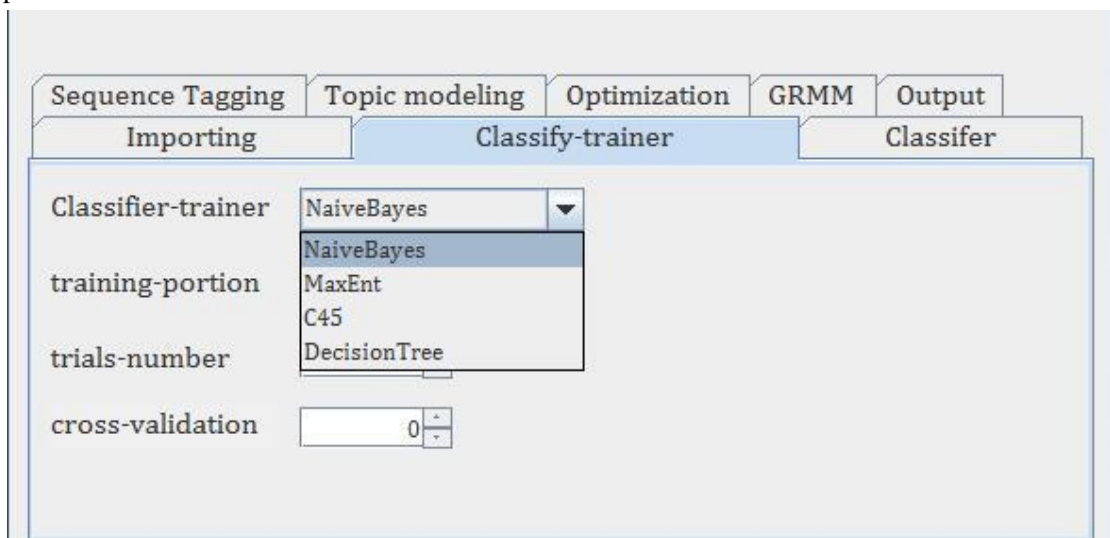 Sequence Tagging Topic modeling Optimization GRMM Output
Importing Classify-trainer Classifer
Classifier-trainer NaiveBayes
NaiveBayes
training-portion MaxEnt
C45
trials-number DecisionTree
cross-validation 0